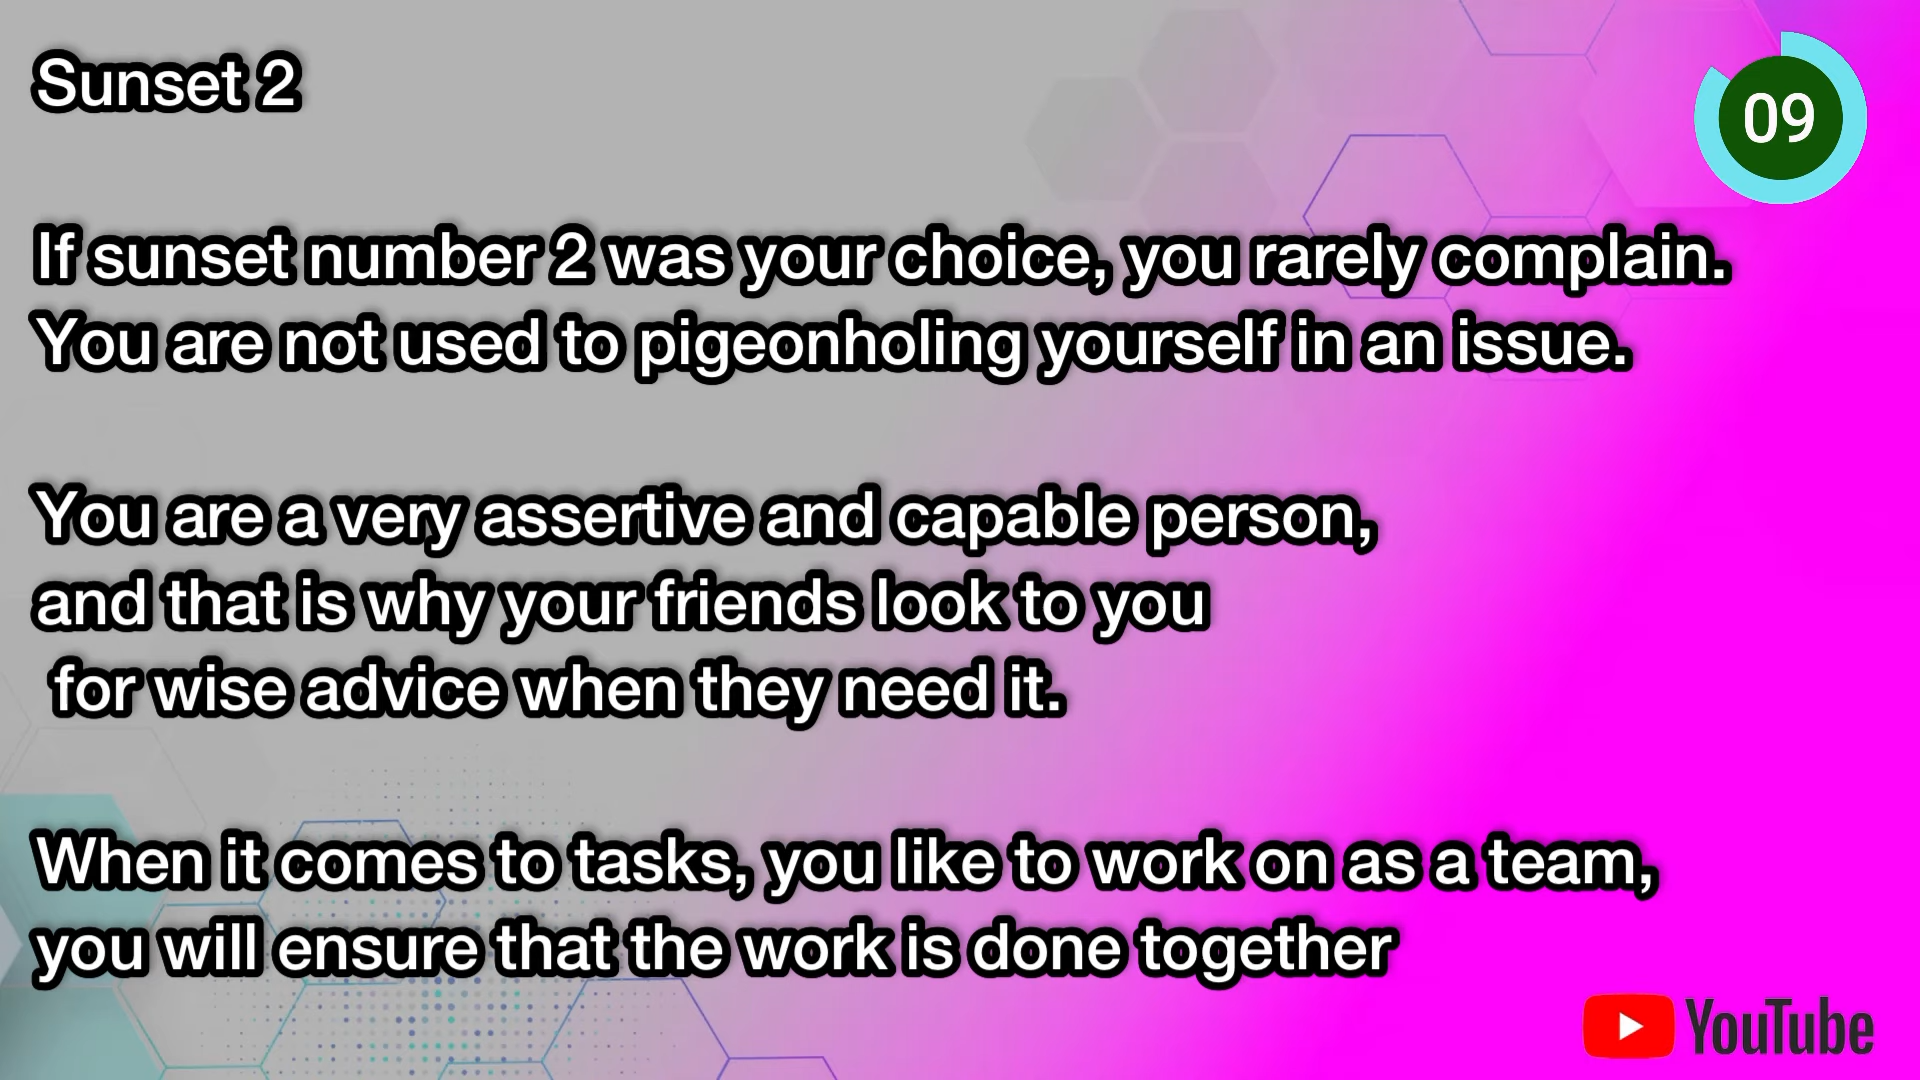 Sunset 2
09
If sunset number 2 was your choice, you rarely complain.
You are not used to pigeonholing yourself in an issue.
You are a very assertive and capable person,
and that is why your friends look to you
for wise advice when they need it.
When it comes to tasks, you like to work on as a team,
you will ensure that the work is done together
YouTube